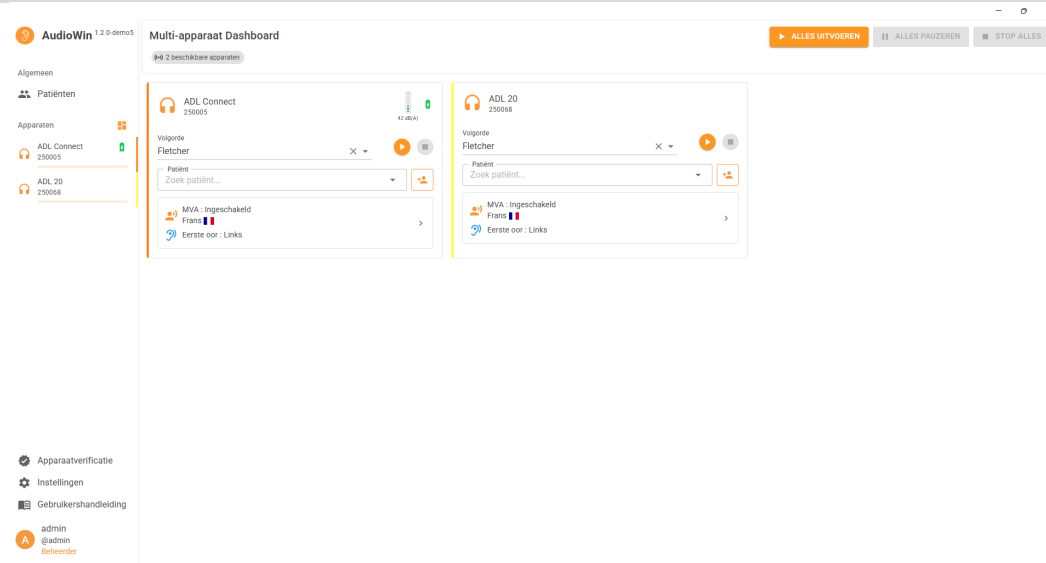 AudioWin 1.2.0-demo5
Algemeen
Patiënten
Apparaten
ADL Connect
250005
ADL 20
250068
Apparaatverificatie
Instellingen
Gebruikershandleiding
A
admin
@admin
Beheerder
Multi-apparaat Dashboard
2 beschikbare apparaten
ALLES UITVOEREN
ALLES PAUZEREN
STOP ALLES
ADL Connect
250005
42 dB(A)
Volgorde
Fletcher
Patiënt
Zoek patiënt...
MVA : Ingeschakeld
Frans
Eerste oor : Links
ADL 20
250068
Volgorde
Fletcher
Patiënt
Zoek patiënt...
MVA : Ingeschakeld
Frans
Eerste oor : Links